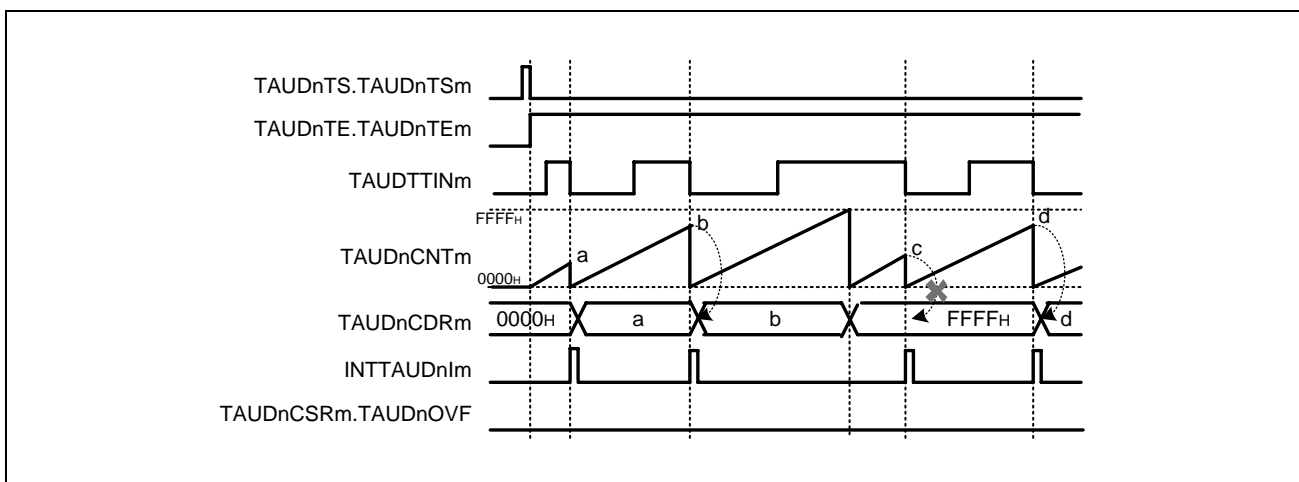 TAUDnTS.TAUDnTSm
TAUDnTE.TAUDnTEm
TAUDTTINm
FFFFH
TAUDnCNTm
a
b
c
d
0000H
TAUDnCDRm
0000H
a
b
FFFFH
d
INTTAUDnIm
TAUDnCSRm.TAUDnOVF